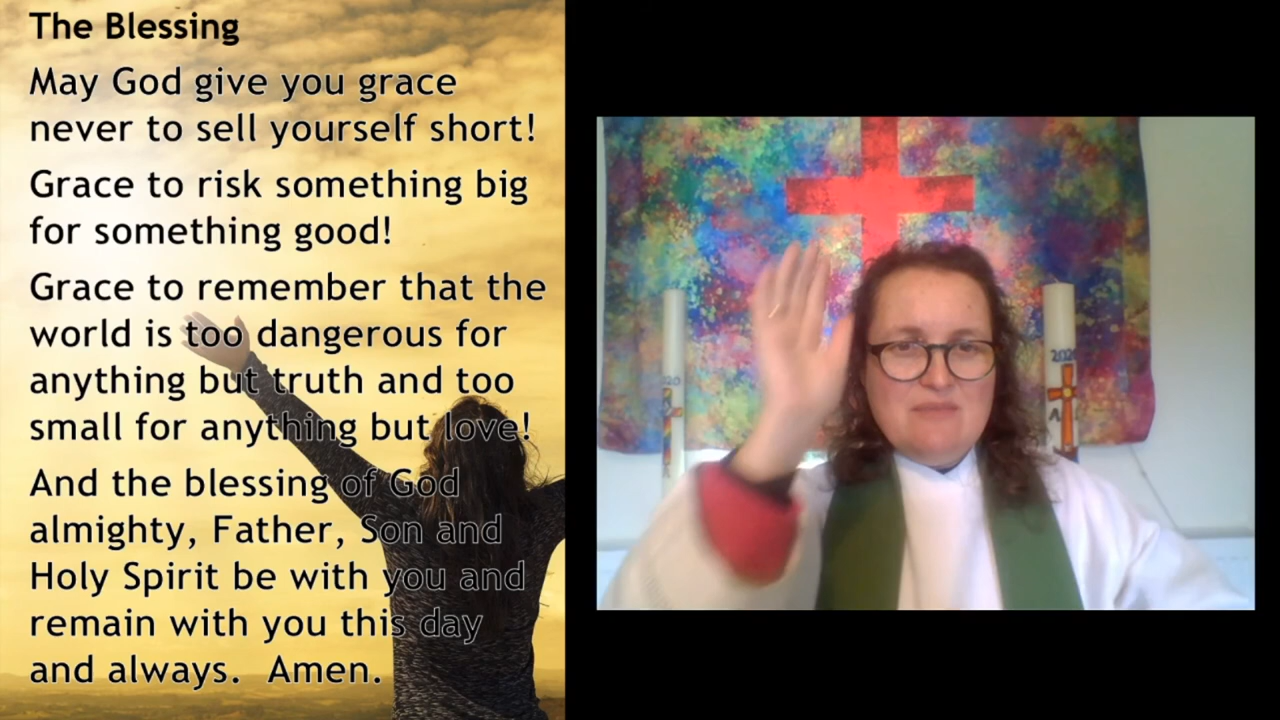 The Blessing
May God give you grace
never to sell yourself short!
Grace to risk something big
for something good!
Grace to remember that the
world is too dangerous for
anything but truth and too
small for anything but love!
And the blessing of God
almighty, Father, Son and
Holy Spirit be with you and
remain with you this day
and always. Amen.
20
2020
A